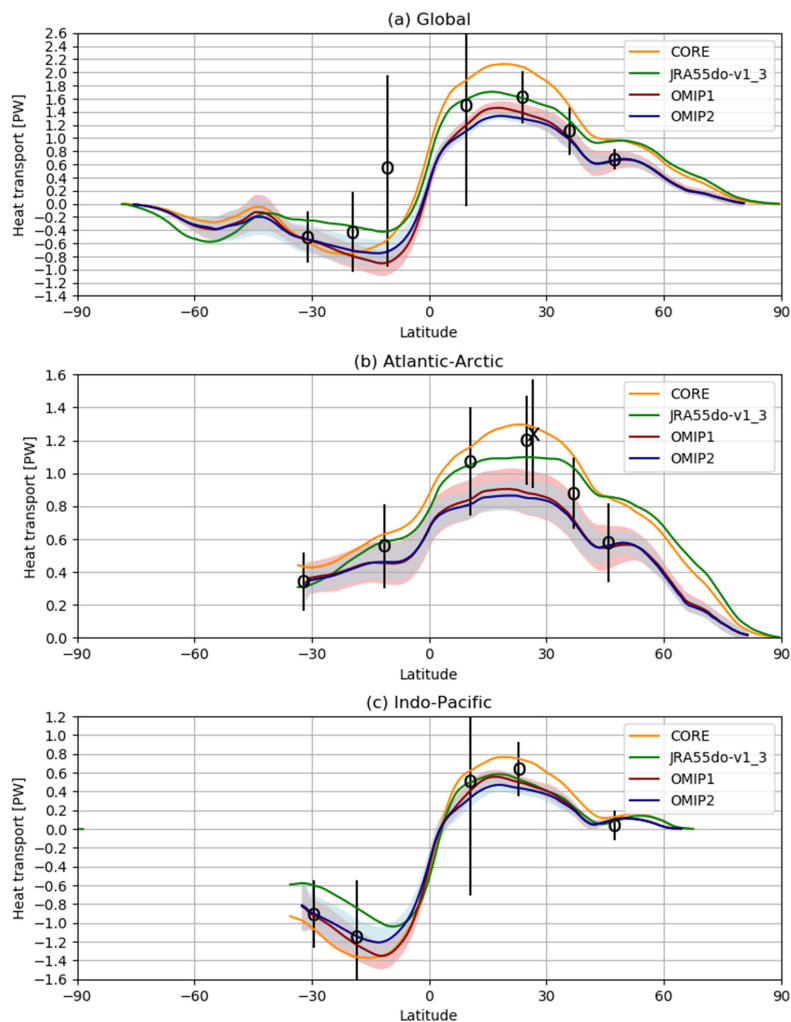 (a) Global
Heat transport [PW]
2.6
2.4
2.2
2.0
1.8
1.6
1.4
1.2
1.0
0.8
0.6
0.4
0.2
0.0
−0.2
−0.4
−0.6
−0.8
−1.0
−1.2
−1.4
CORE
JRA55do-v1_3
OMIP1
OMIP2
−90 −60 −30 0 30 60 90
Latitude
(b) Atlantic-Arctic
Heat transport [PW]
1.6
1.4
1.2
1.0
0.8
0.6
0.4
0.2
0.0
CORE
JRA55do-v1_3
OMIP1
OMIP2
X
−90 −60 −30 0 30 60 90
Latitude
(c) Indo-Pacific
Heat transport [PW]
1.2
1.0
0.8
0.6
0.4
0.2
0.0
−0.2
−0.4
−0.6
−0.8
−1.0
−1.2
−1.4
−1.6
CORE
JRA55do-v1_3
OMIP1
OMIP2
−90 −60 −30 0 30 60 90
Latitude